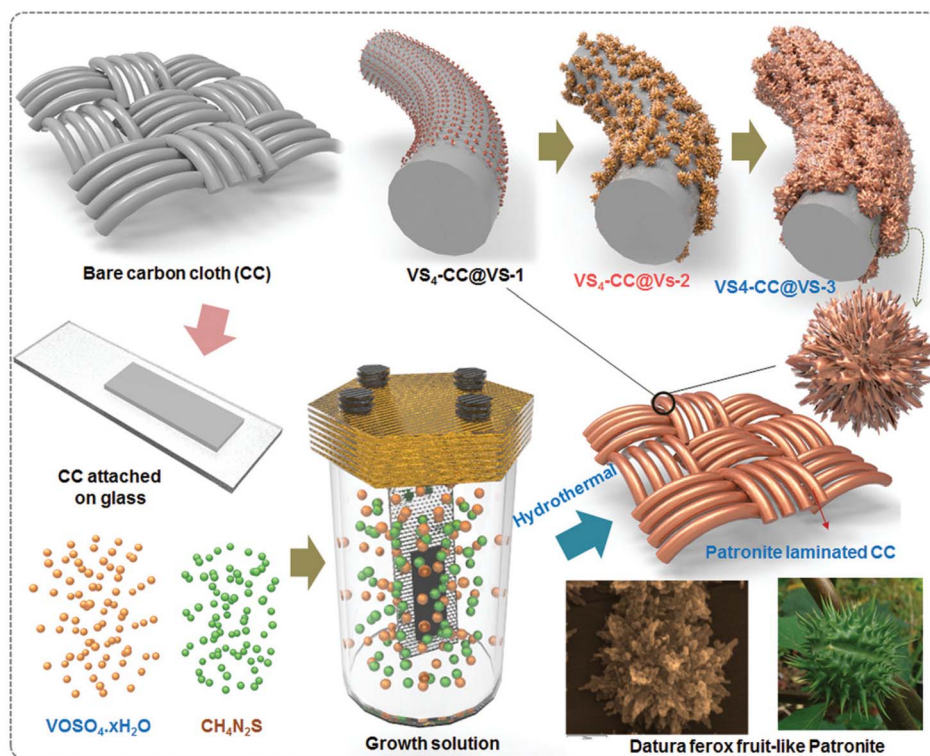 Bare carbon cloth (CC)
VS₄-CC@VS-1
VS₄-CC@Vs-2
VS4-CC@VS-3
CC attached
on glass
Hydrothermal
Patronite laminated CC
VOSO₄.xH₂O
CH₄N₂S
Growth solution
Datura ferox fruit-like Patronite